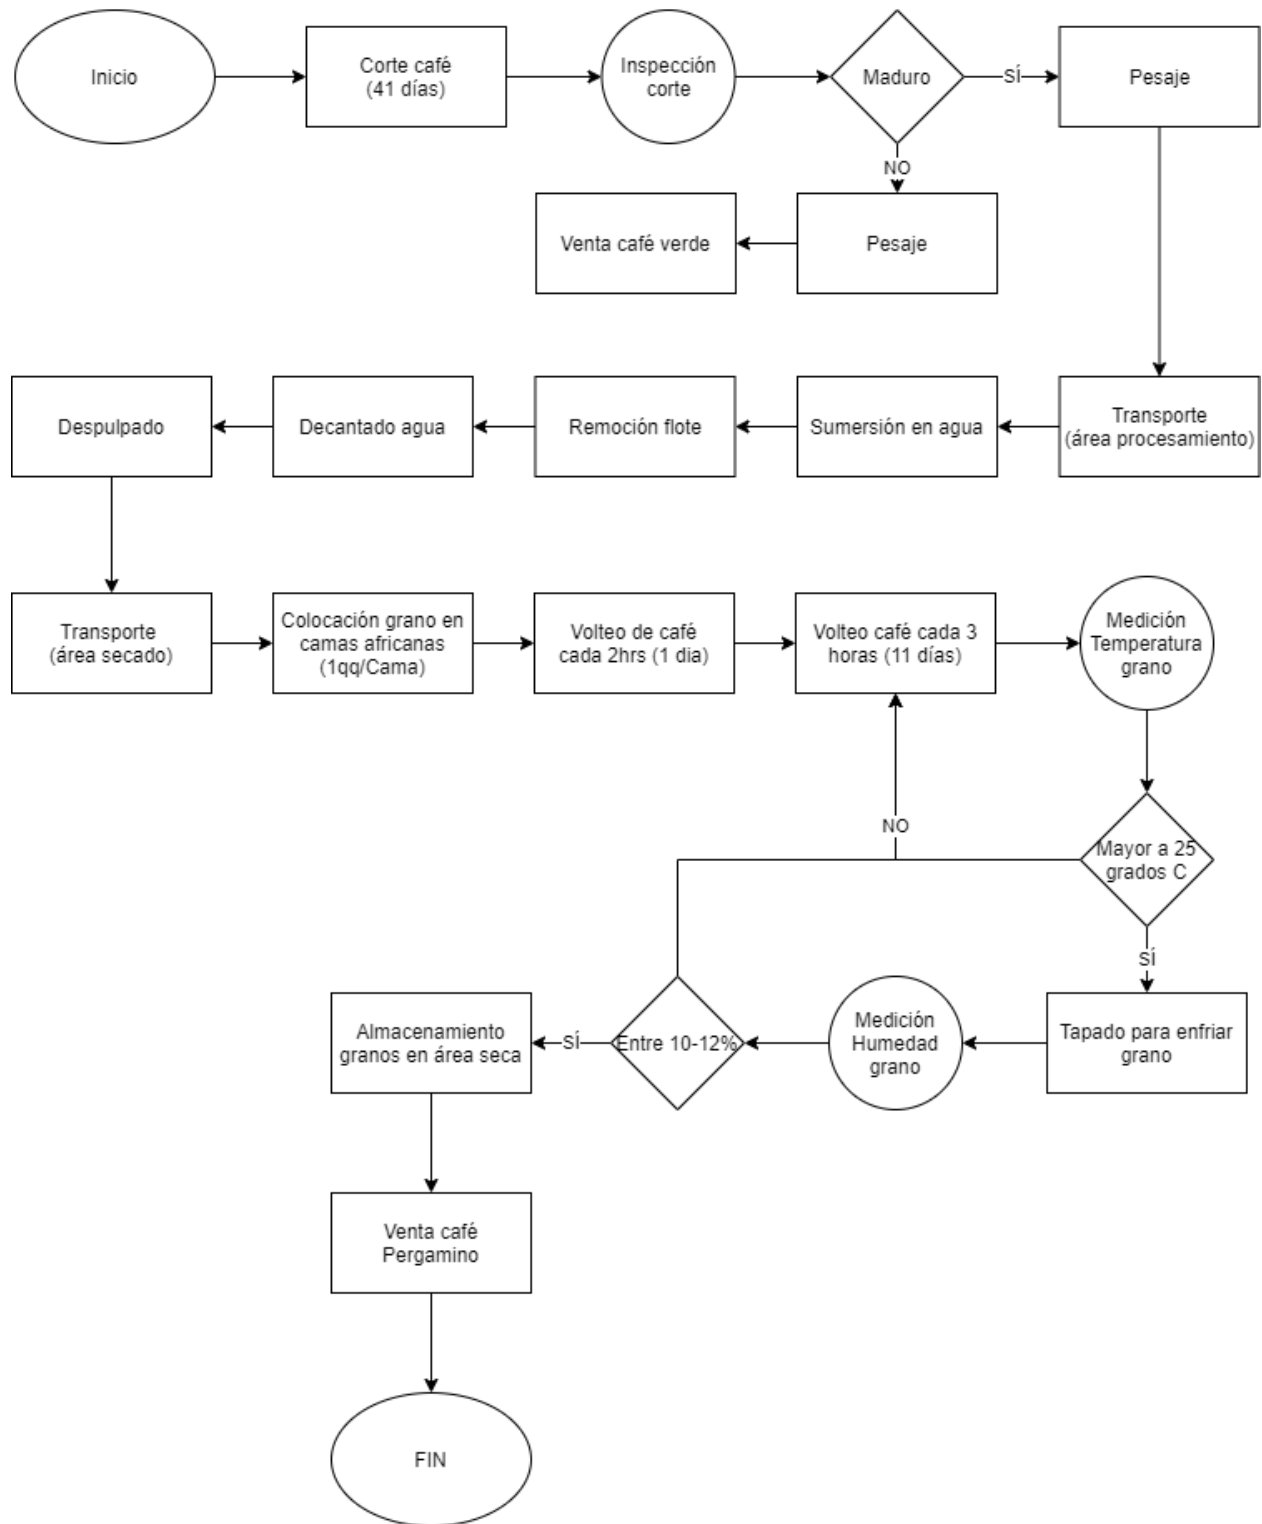 Inicio
Corte café
(41 días)
Inspección
corte
Maduro
SÍ
Pesaje
NO
Venta café verde
Pesaje
Despulpado
Decantado agua
Remoción flote
Sumersión en agua
Transporte
(área procesamiento)
Transporte
(área secado)
Colocación grano en
camas africanas
(1qq/Cama)
Volteo de café
cada 2hrs (1 dia)
Volteo café cada 3
horas (11 días)
Medición
Temperatura
grano
NO
Mayor a 25
grados C
SÍ
Almacenamiento
granos en área seca
SÍ
Entre 10-12%
Medición
Humedad
grano
Tapado para enfriar
grano
Venta café
Pergamino
FIN